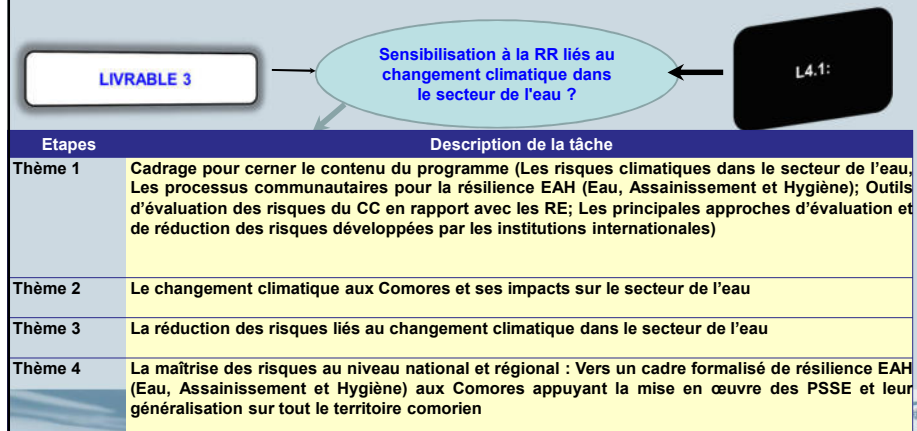 LIVRABLE 3
Sensibilisation à la RR liés au
changement climatique dans
le secteur de l'eau ?
L4.1:
Etapes Description de la tâche
Thème 1 Cadrage pour cerner le contenu du programme (Les risques climatiques dans le secteur de l'eau,
Les processus communautaires pour la résilience EAH (Eau, Assainissement et Hygiène); Outils
d'évaluation des risques du CC en rapport avec les RE; Les principales approches d'évaluation et
de réduction des risques développées par les institutions internationales)
Thème 2 Le changement climatique aux Comores et ses impacts sur le secteur de l'eau
Thème 3 La réduction des risques liés au changement climatique dans le secteur de l'eau
Thème 4 La maîtrise des risques au niveau national et régional : Vers un cadre formalisé de résilience EAH
(Eau, Assainissement et Hygiène) aux Comores appuyant la mise en œuvre des PSSE et leur
généralisation sur tout le territoire comorien